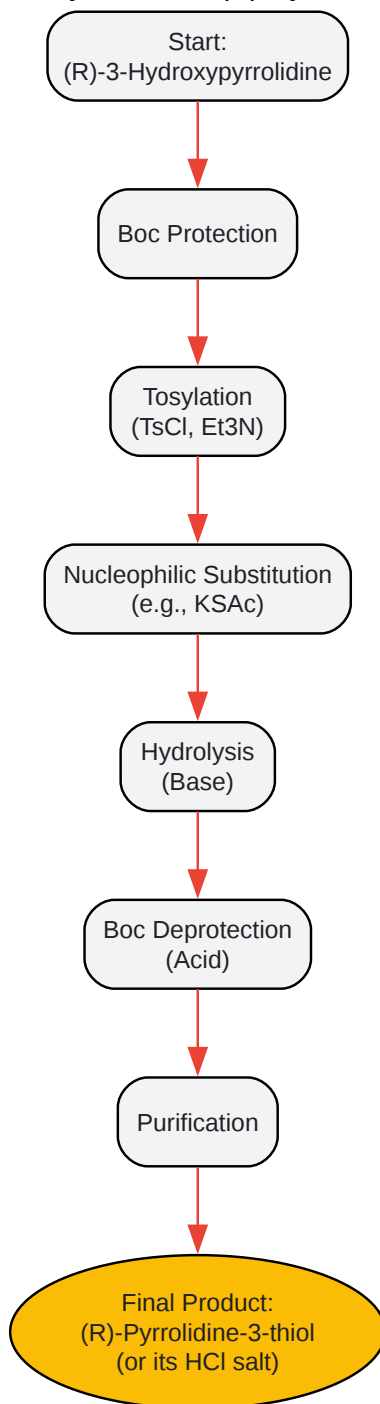 Start:
(R)-3-Hydroxypyrrolidine
Boc Protection
Tosylation
(TsCl, Et3N)
Nucleophilic Substitution
(e.g., KSAc)
Hydrolysis
(Base)
Boc Deprotection
(Acid)
Purification
Final Product:
(R)-Pyrrolidine-3-thiol
(or its HCl salt)